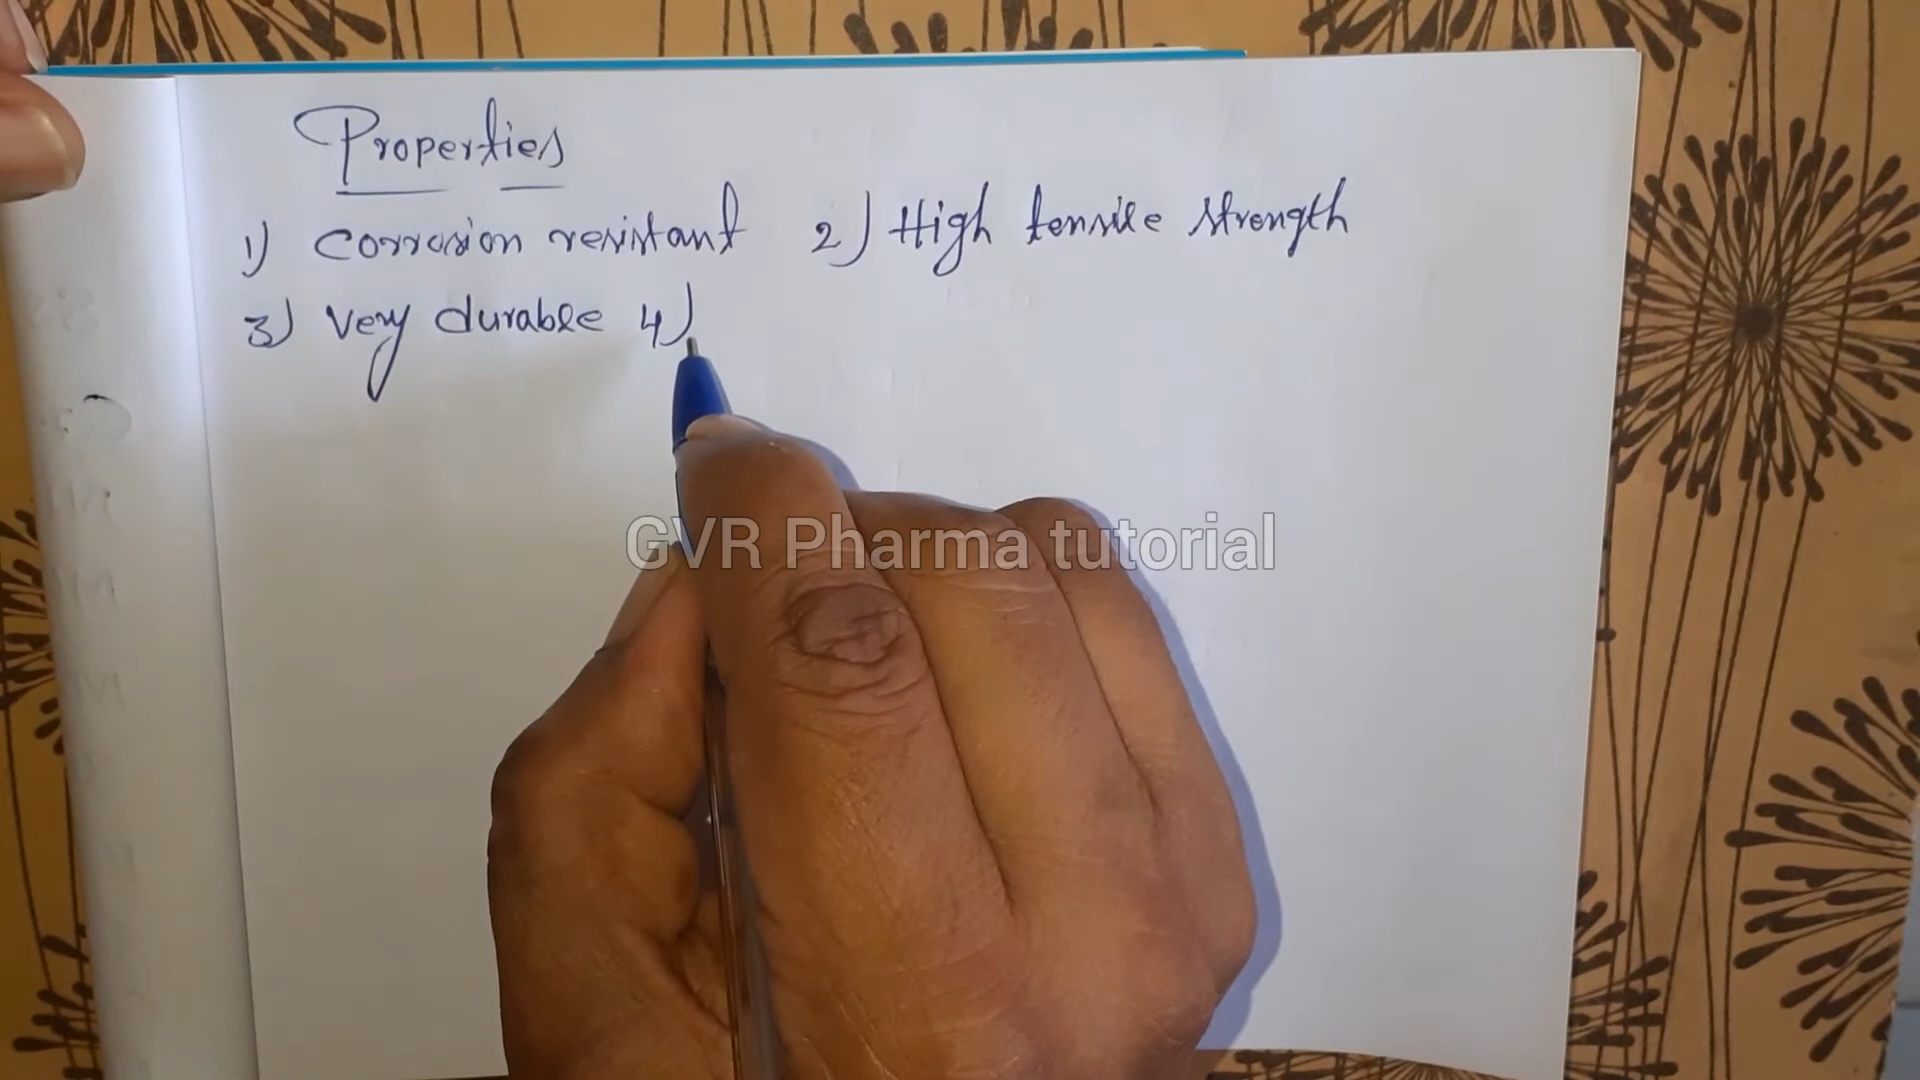 Properties
1) Corrosion resistant 2) High tensile strength
3) Very durable 4)
GVR Pharma tutorial